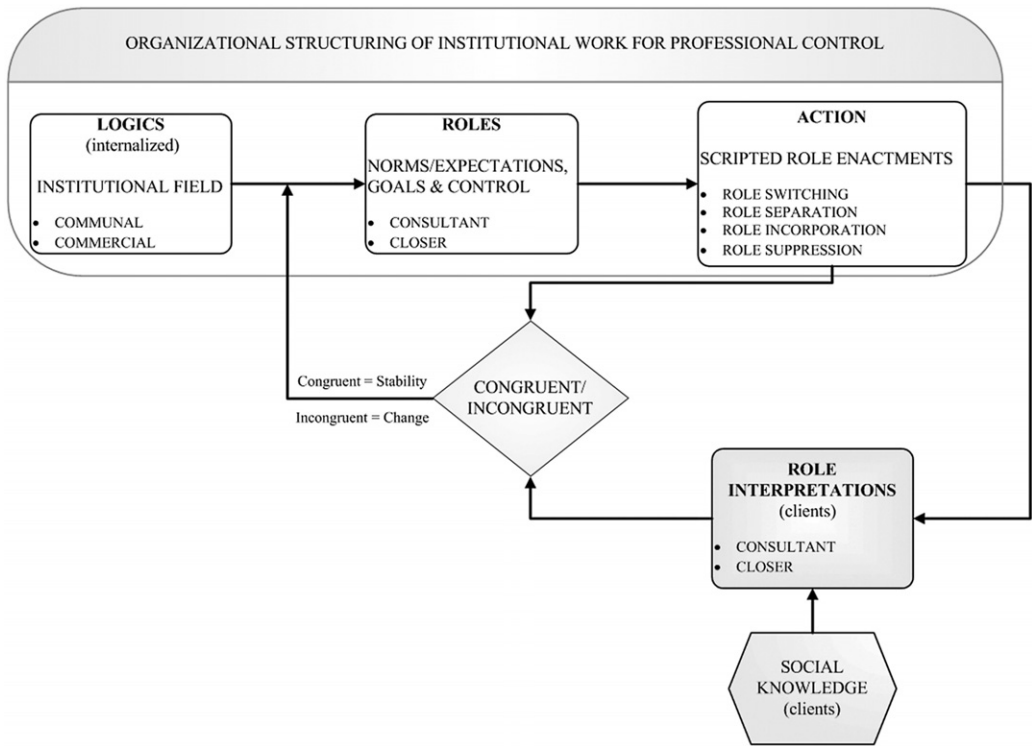 ORGANIZATIONAL STRUCTURING OF INSTITUTIONAL WORK FOR PROFESSIONAL CONTROL
LOGICS
(internalized)
INSTITUTIONAL FIELD
• COMMUNAL
• COMMERCIAL
ROLES
NORMS/EXPECTATIONS,
GOALS & CONTROL
• CONSULTANT
• CLOSER
ACTION
SCRIPTED ROLE ENACTMENTS
• ROLE SWITCHING
• ROLE SEPARATION
• ROLE INCORPORATION
• ROLE SUPPRESSION
Congruent = Stability
Incongruent = Change
CONGRUENT/
INCONGRUENT
ROLE
INTERPRETATIONS
(clients)
• CONSULTANT
• CLOSER
SOCIAL
KNOWLEDGE
(clients)